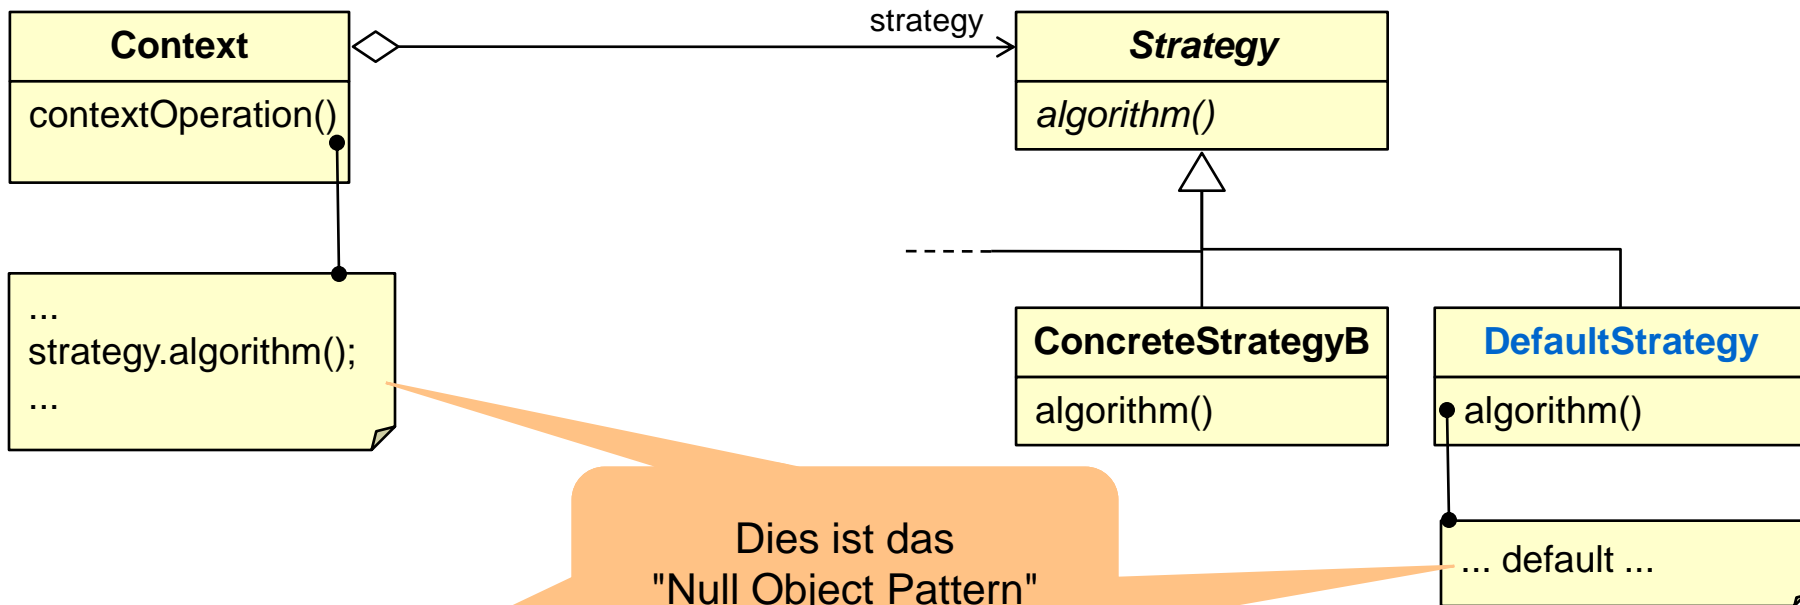 strategy
Context
contextOperation()
Strategy
algorithm()
...
strategy.algorithm();
...
ConcreteStrategyB
algorithm()
DefaultStrategy
algorithm()
Dies ist das
"Null Object Pattern"
... default ...